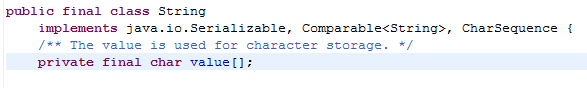 public final class String
    implements java.io.Serializable, Comparable<String>, CharSequence {
    /** The value is used for character storage. */
    private final char value[];